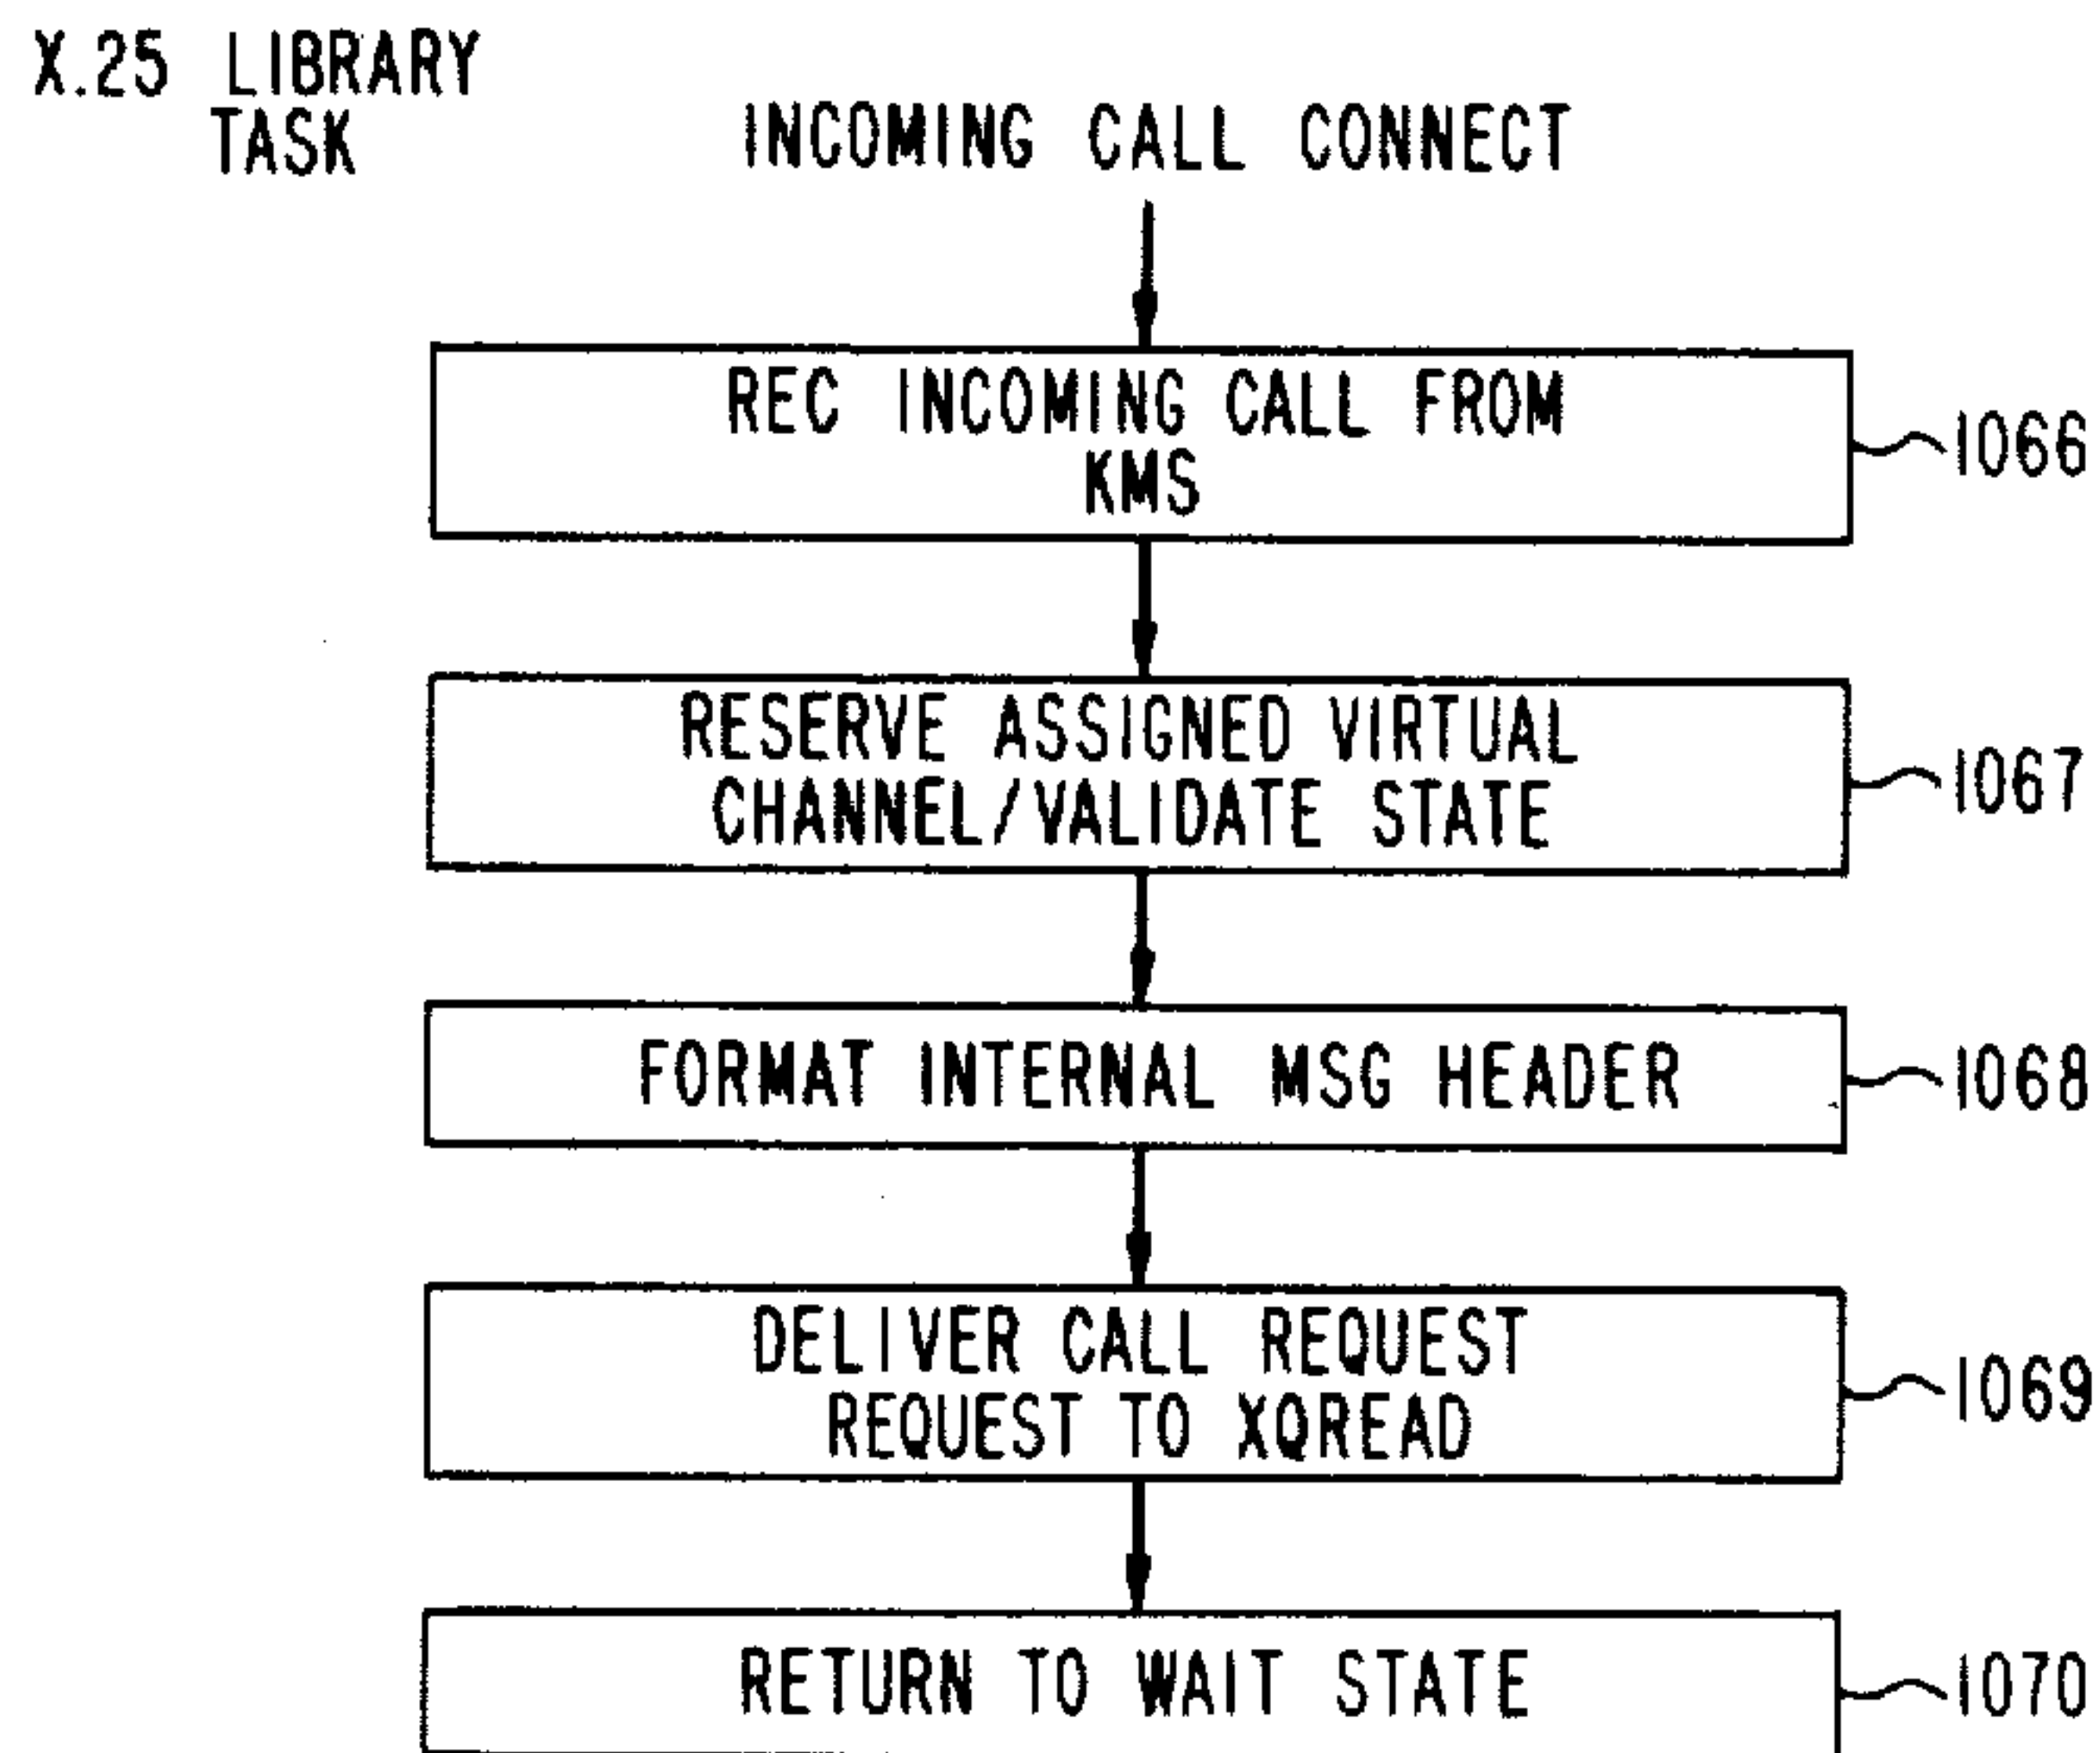 X.25 LIBRARY
TASK
INCOMING CALL CONNECT
REC INCOMING CALL FROM
KMS
1066
RESERVE ASSIGNED VIRTUAL
CHANNEL/VALIDATE STATE
1067
FORMAT INTERNAL MSG HEADER
1068
DELIVER CALL REQUEST
REQUEST TO XQREAD
1069
RETURN TO WAIT STATE
1070